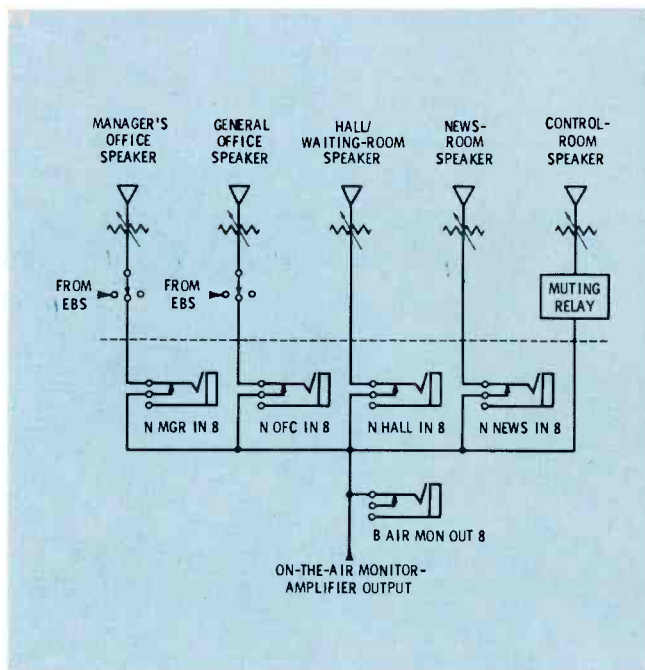 MANAGER'S
OFFICE
SPEAKER
GENERAL
OFFICE
SPEAKER
HALL/
WAITING-ROOM
SPEAKER
NEWS-
ROOM
SPEAKER
CONTROL-
ROOM
SPEAKER
FROM
EBS
FROM
EBS
MUTING
RELAY
N MGR IN 8
N OFC IN 8
N HALL IN 8
N NEWS IN 8
B AIR MON OUT 8
ON-THE-AIR MONITOR-
AMPLIFIER OUTPUT